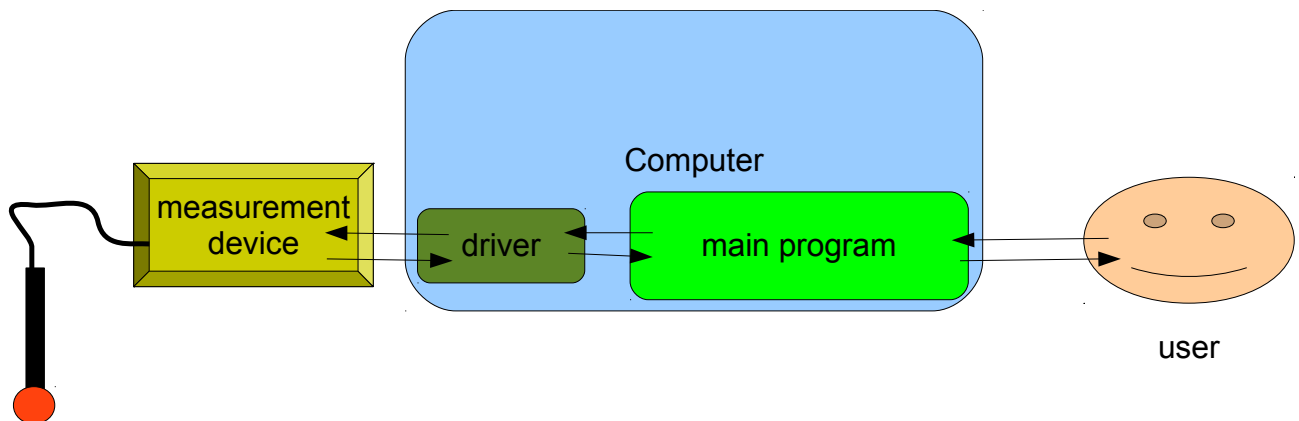 Computer
measurement
device
driver
main program
user